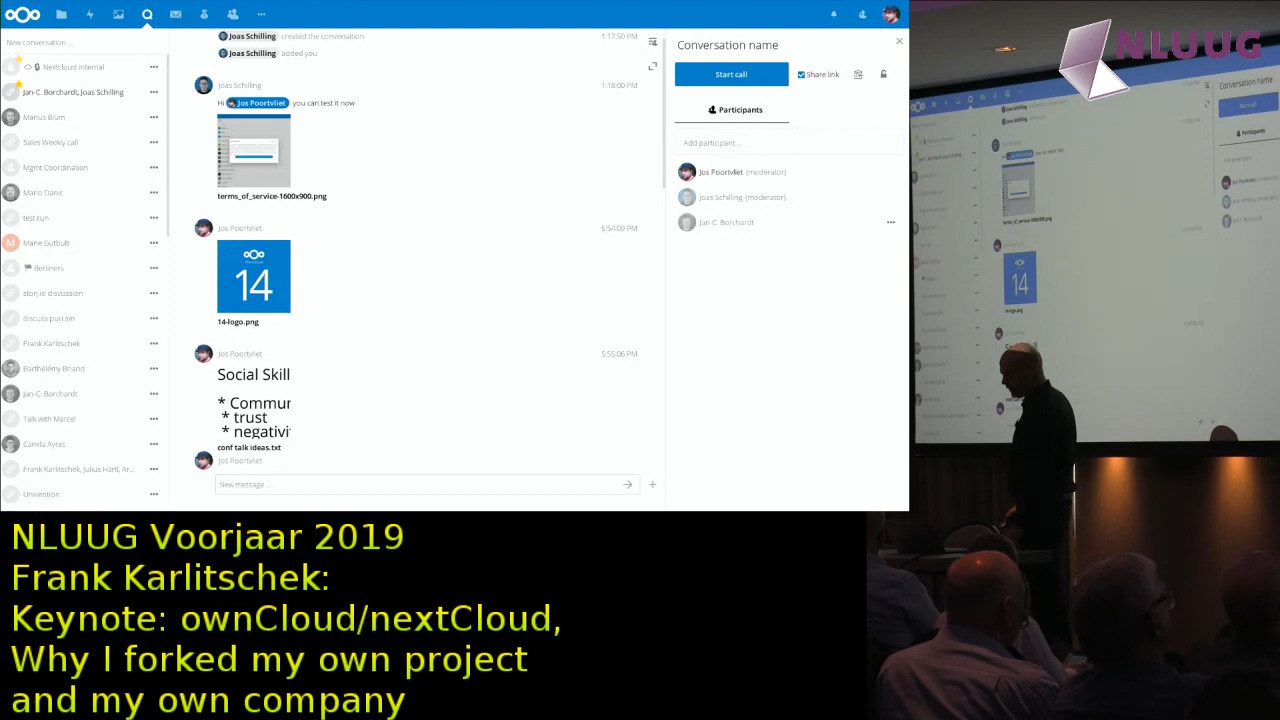 New conversation ...
Nextcloud internal
Jan-C. Borchardt, Joas Schilling
Marius Blum
Sales Weekly call
Mgmt Coordination
Mario Danic
test run
M Marie Gutbub
Berliners
storj.io discussion
discuss puri.sm
Frank Karlitschek
Barthélémy Briand
Jan-C. Borchardt
Talk with Marcel
Camila Ayres
Frank Karlitschek, Julius Härtl, Ar...
Univention
Joas Schilling created the conversation 1:17:50 PM
Joas Schilling added you
Joas Schilling 1:18:00 PM
Hi Jos Poortvliet you can test it now
terms_of_service-1600x900.png
Jos Poortvliet 5:54:09 PM
14
14-logo.png
Jos Poortvliet 5:55:06 PM
Social Skill
* Commur
* trust
* negativi
conf talk ideas.txt
Jos Poortvliet
New message ...
Conversation name
Start call Share link
Participants
Add participant...
Jos Poortvliet (moderator)
Joas Schilling (moderator)
Jan-C. Borchardt
NLUUG
NLUUG Voorjaar 2019
Frank Karlitschek:
Keynote: ownCloud/nextCloud,
Why I forked my own project
and my own company